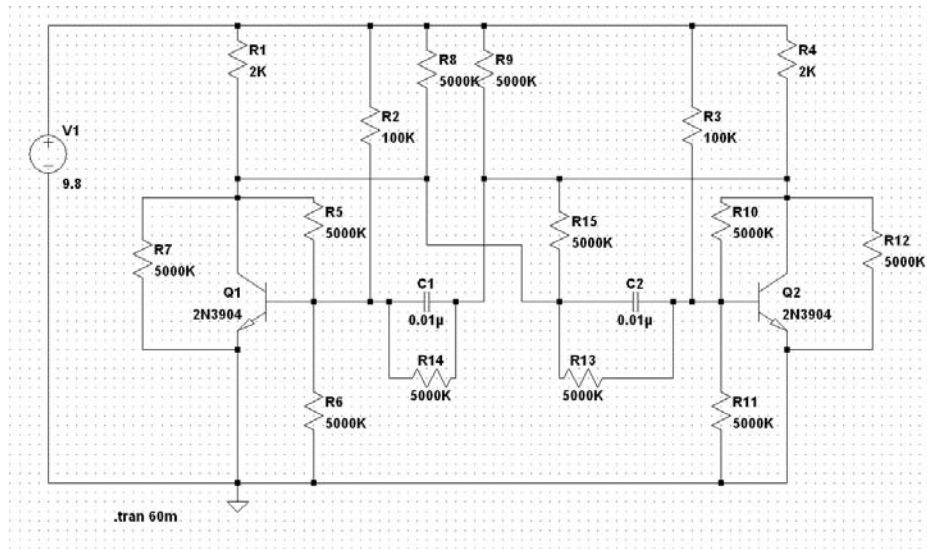 R1
2K
R8
5000K
R9
5000K
R4
2K
R2
100K
R3
100K
V1
9.8
R5
5000K
R15
5000K
R10
5000K
R7
5000K
R12
5000K
Q1
2N3904
C1
0.01µ
C2
0.01µ
Q2
2N3904
R14
5000K
R13
5000K
R6
5000K
R11
5000K
.tran 60m